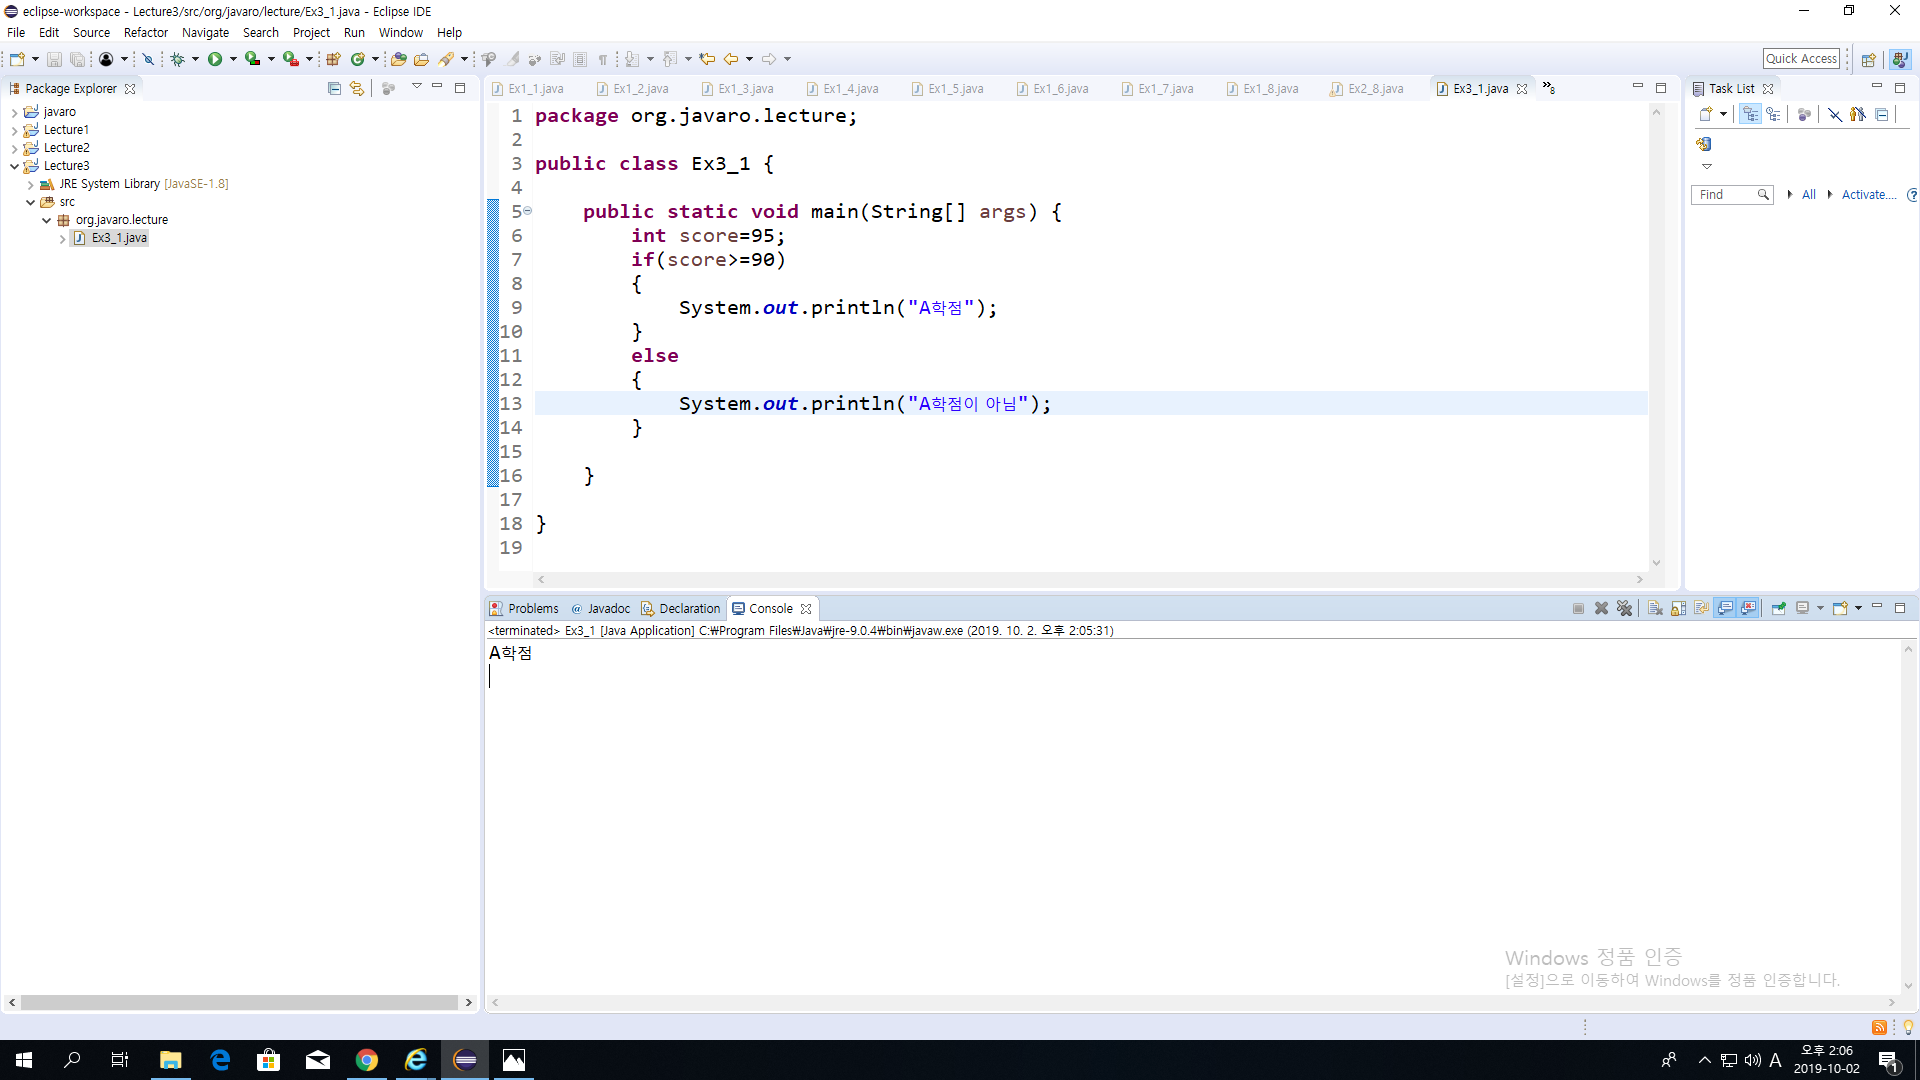 eclipse-workspace - Lecture3/src/org/javaro/lecture/Ex3_1.java - Eclipse IDE
File Edit Source Refactor Navigate Search Project Run Window Help
Quick Access
Package Explorer
javaro
Lecture1
Lecture2
Lecture3
JRE System Library [JavaSE-1.8]
src
org.javaro.lecture
Ex3_1.java
Ex1_1.java Ex1_2.java Ex1_3.java Ex1_4.java Ex1_5.java Ex1_6.java Ex1_7.java Ex1_8.java Ex2_8.java Ex3_1.java »8
1 package org.javaro.lecture;
2
3 public class Ex3_1 {
4
5 public static void main(String[] args) {
6 int score=95;
7 if(score>=90)
8 {
9 System.out.println("A학점");
10 }
11 else
12 {
13 System.out.println("A학점이 아님");
14 }
15
16 }
17
18 }
19
Task List
Find All Activate...
Problems @ Javadoc Declaration Console
<terminated> Ex3_1 [Java Application] C:₩Program Files₩Java₩jre-9.0.4₩bin₩javaw.exe (2019. 10. 2. 오후 2:05:31)
A학점
Windows 정품 인증
[설정]으로 이동하여 Windows를 정품 인증합니다.
A
오후 2:06
2019-10-02
1